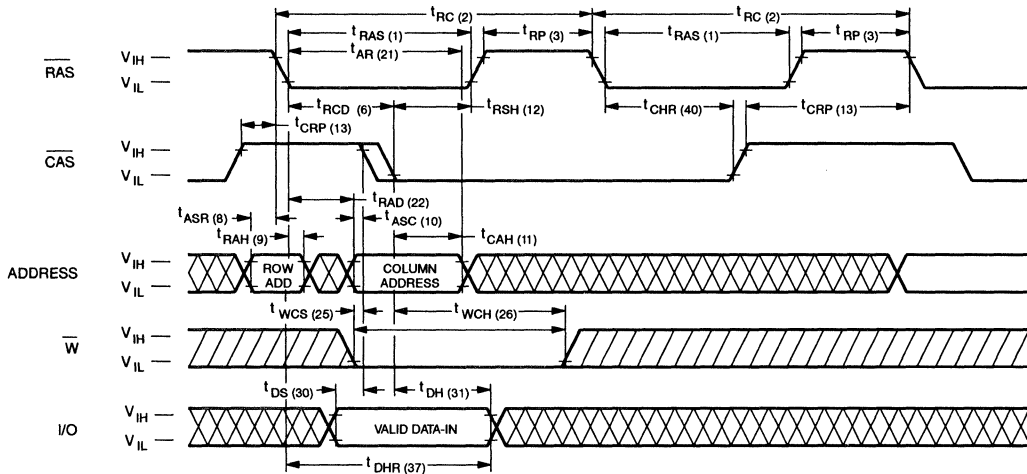 t RC (2) t RC (2)
t RAS (1) t RP (3) t RAS (1) t RP (3)
t AR (21)
RAS V IH V IL
t RCD (6) t RSH (12) t CHR (40) t CRP (13)
t CRP (13)
CAS V IH V IL
t RAD (22)
t ASR (8) t ASC (10)
t RAH (9) t CAH (11)
ADDRESS V IH V IL
ROW ADD
COLUMN ADDRESS
t WCS (25) t WCH (26)
W V IH V IL
t DS (30) t DH (31)
I/O V IH V IL
VALID DATA-IN
t DHR (37)